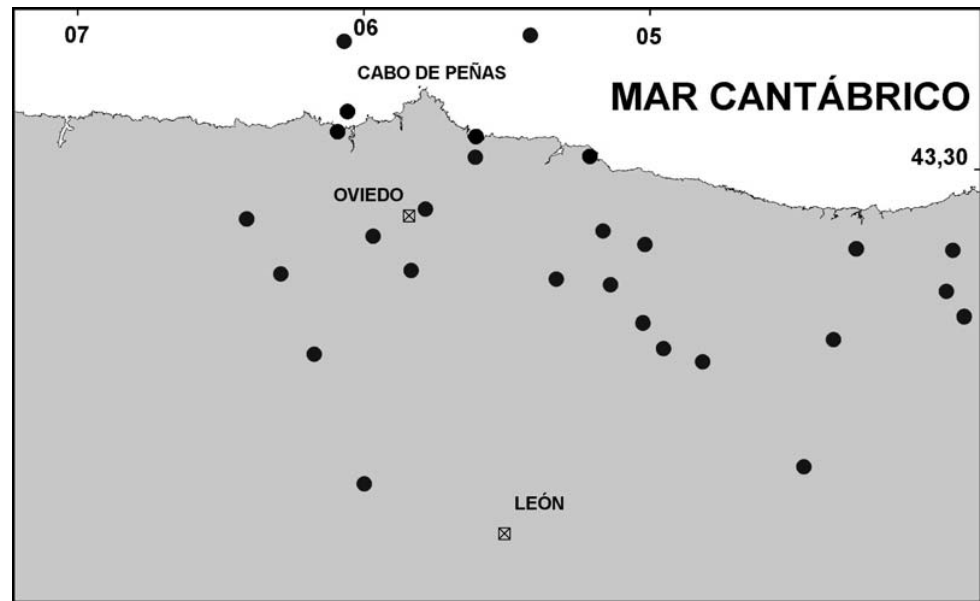 07
06
05
CABO DE PEÑAS
MAR CANTÁBRICO
43,30
OVIEDO
LEÓN